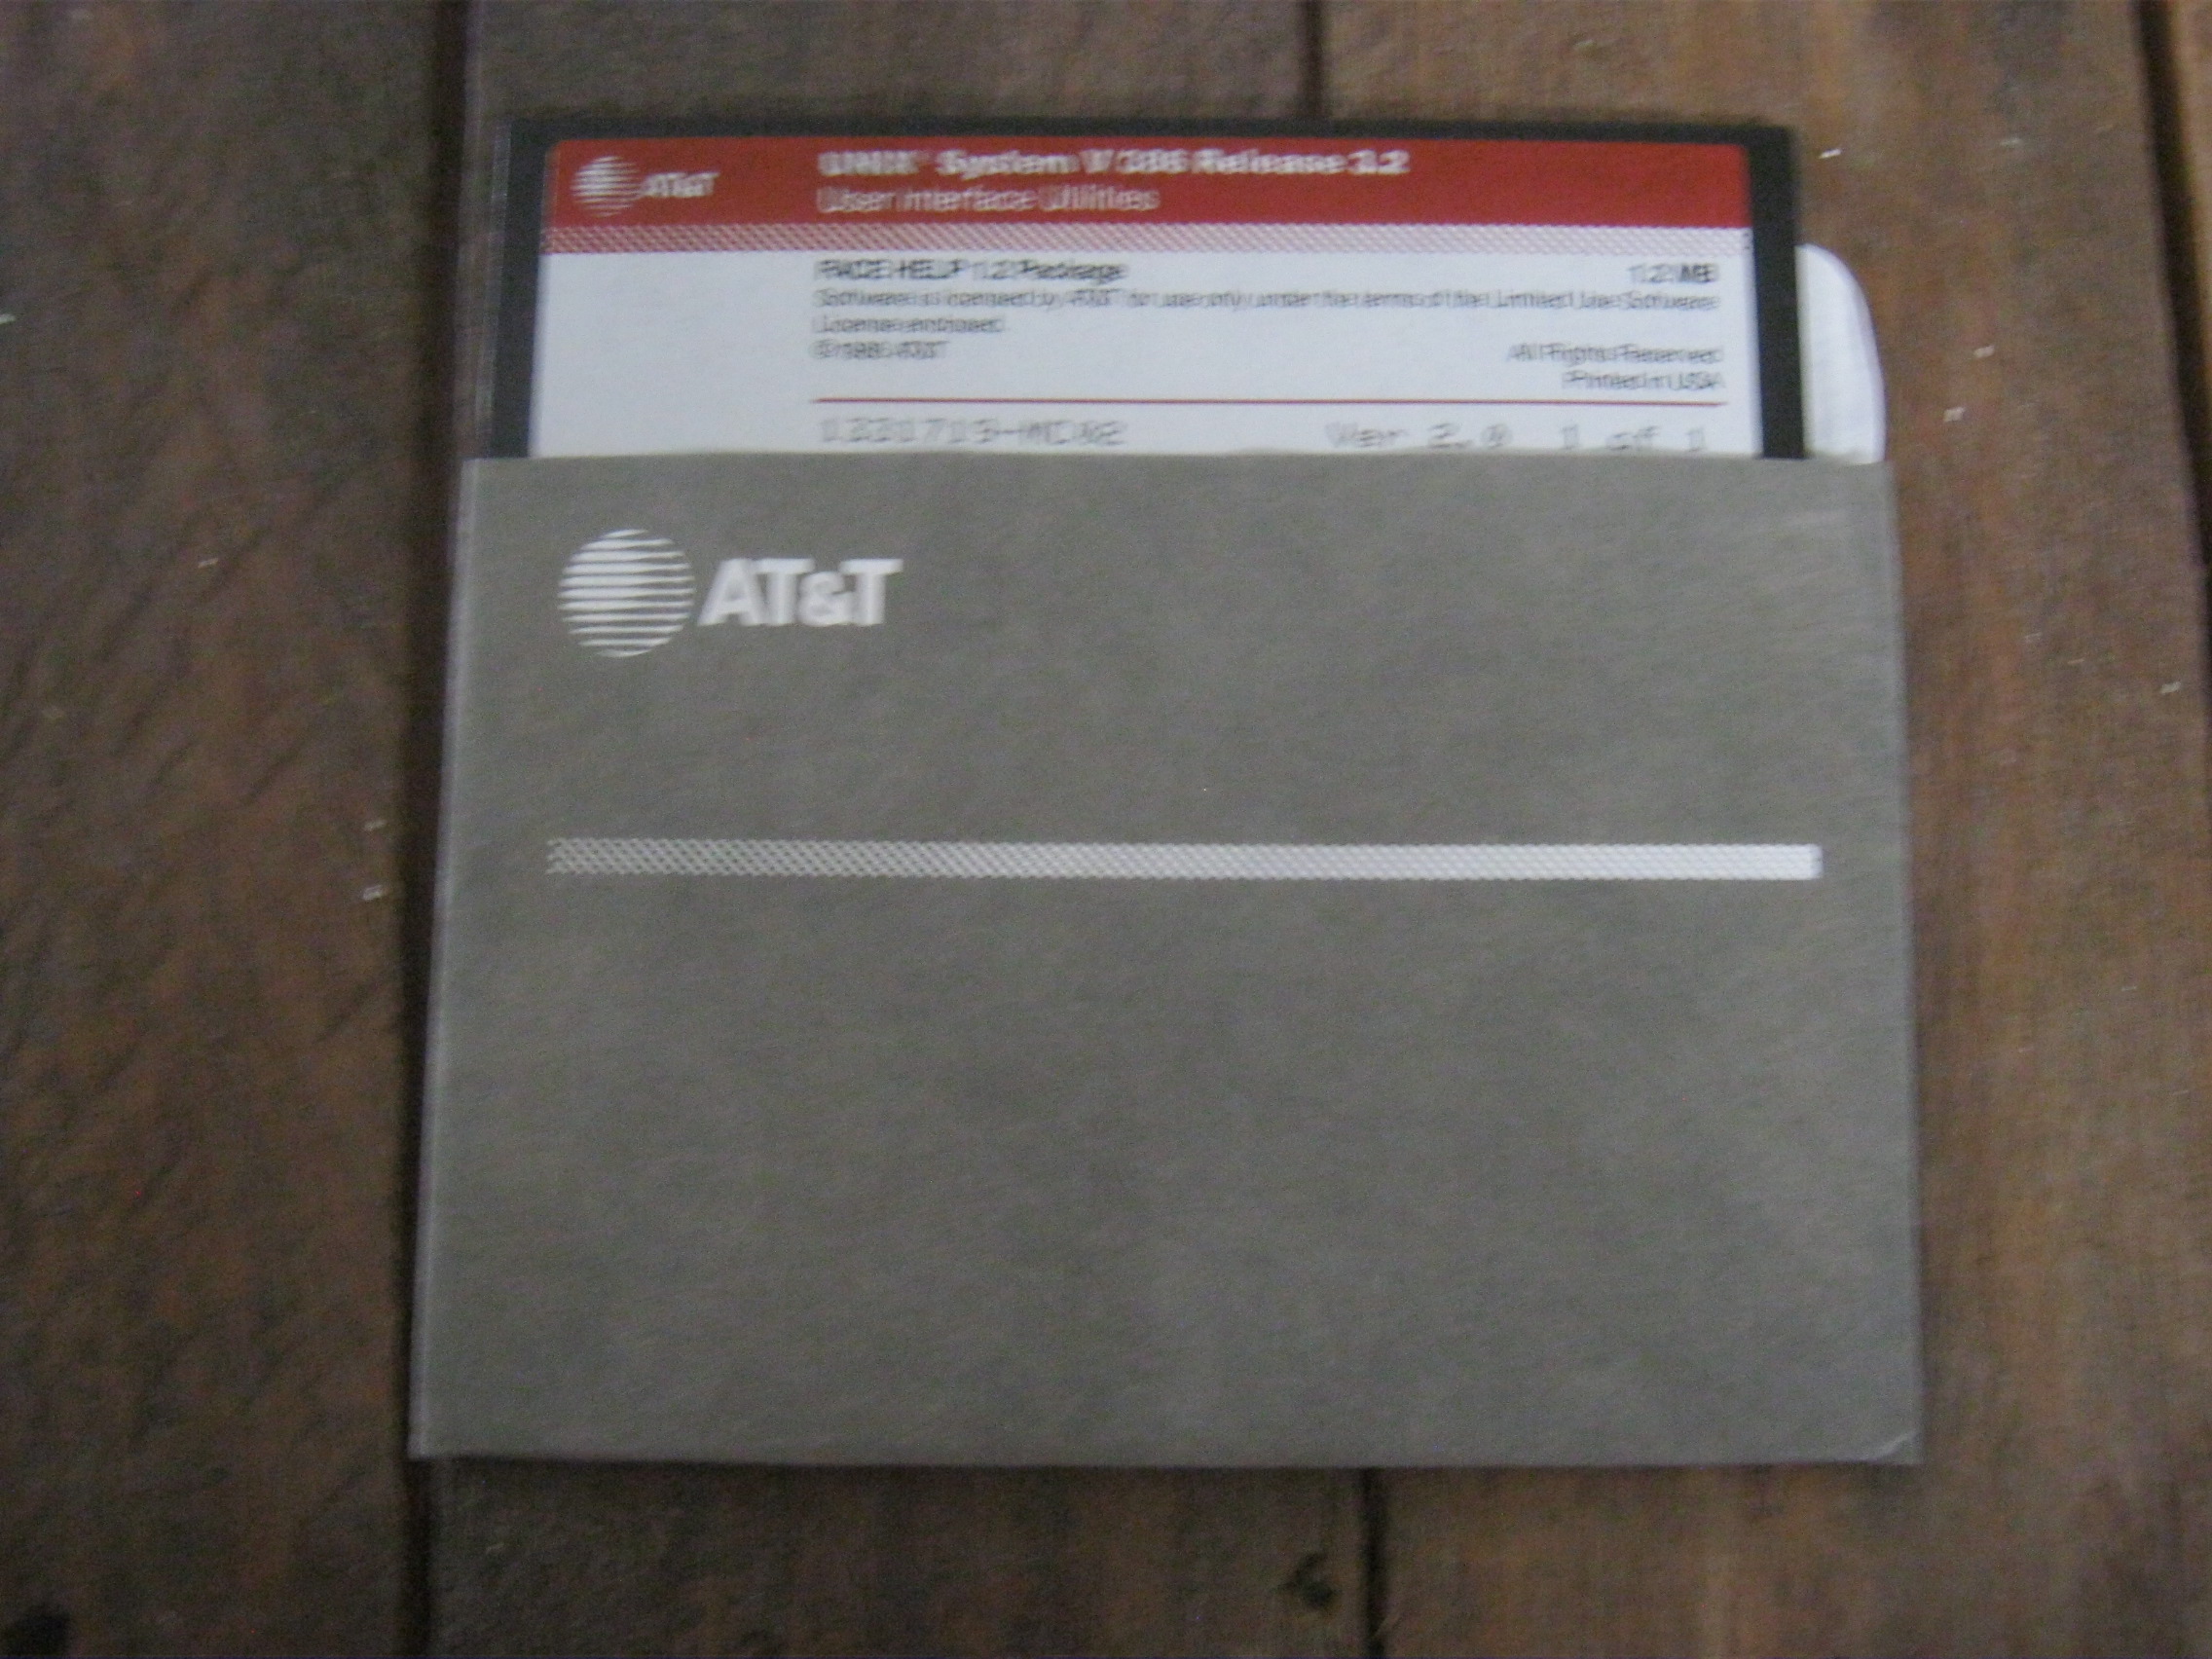 AT&T
UNIX System V 386 Release 3.2
User Interface Utilities
FACE HELP 1.2 Package
1.2 MB
Software is licensed by AT&T for use only under the terms of the Limited Use Software
License enclosed.
AT&T
All Rights Reserved
Printed in USA
Ver 2.0 1 of 1
AT&T